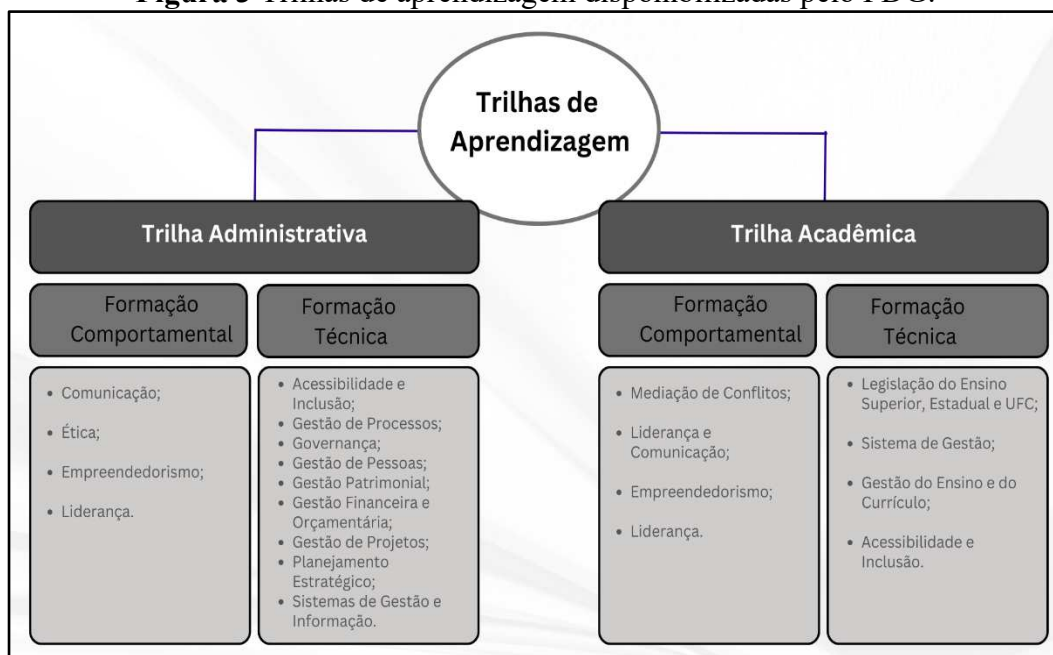 Figura 3 Trilhas de aprendizagem disponibilizadas pelo PDG.
Trilhas de
Aprendizagem
Trilha Administrativa
Formação
Comportamental
Formação
Técnica
• Comunicação;
• Ética;
• Empreendedorismo;
• Liderança.
• Acessibilidade e
Inclusão;
• Gestão de Processos;
• Governança;
• Gestão de Pessoas;
• Gestão Patrimonial;
• Gestão Financeira e
Orçamentária;
• Gestão de Projetos;
• Planejamento
Estratégico;
• Sistemas de Gestão e
Informação.
Trilha Acadêmica
Formação
Comportamental
Formação
Técnica
• Mediação de Conflitos;
• Liderança e
Comunicação;
• Empreendedorismo;
• Liderança.
• Legislação do Ensino
Superior, Estadual e UFC;
• Sistema de Gestão;
• Gestão do Ensino e do
Currículo;
• Acessibilidade e
Inclusão.